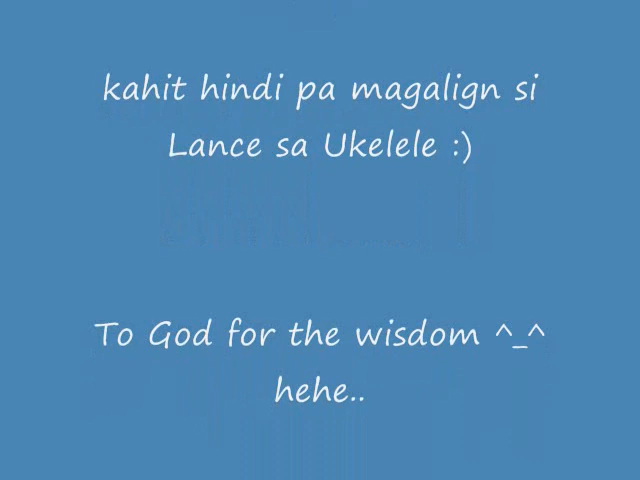 kahit hindi pa magalign si
Lance sa Ukelele :)
To God for the wisdom ^_^
hehe..